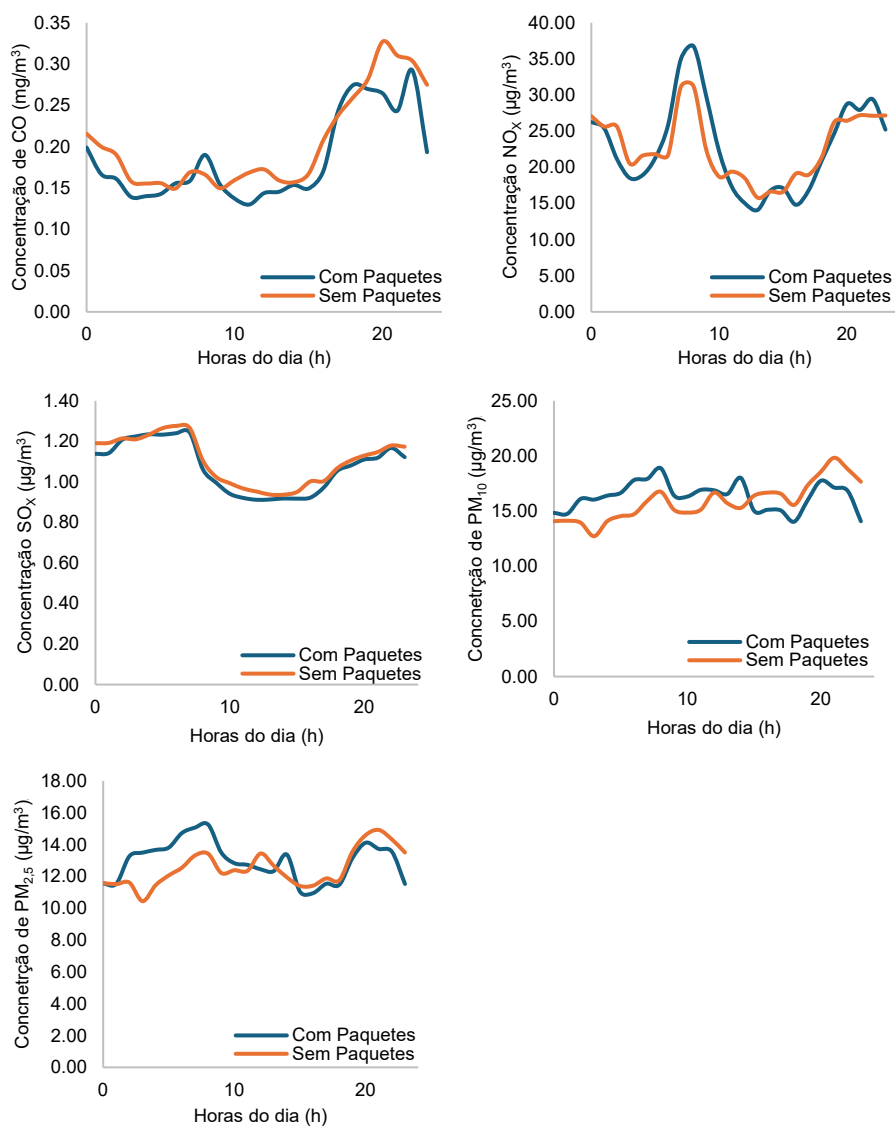 Concentração de CO (mg/m³)
0.35
0.30
0.25
0.20
0.15
0.10
0.05
0.00
Com Paquetes
Sem Paquetes
0 10 20
Horas do dia (h)
Concentração NOX (µg/m³)
40.00
35.00
30.00
25.00
20.00
15.00
10.00
5.00
0.00
Com Paquetes
Sem Paquetes
0 10 20
Horas do dia (h)
Concentração SOX (µg/m³)
1.40
1.20
1.00
0.80
0.60
0.40
0.20
0.00
Com Paquetes
Sem Paquetes
0 10 20
Horas do dia (h)
Concnetrção de PM10 (µg/m³)
25.00
20.00
15.00
10.00
5.00
0.00
Com Paquetes
Sem Paquetes
0 10 20
Horas do dia (h)
Concnetrção de PM2,5 (µg/m³)
18.00
16.00
14.00
12.00
10.00
8.00
6.00
4.00
2.00
0.00
Com Paquetes
Sem Paquetes
0 10 20
Horas do dia (h)